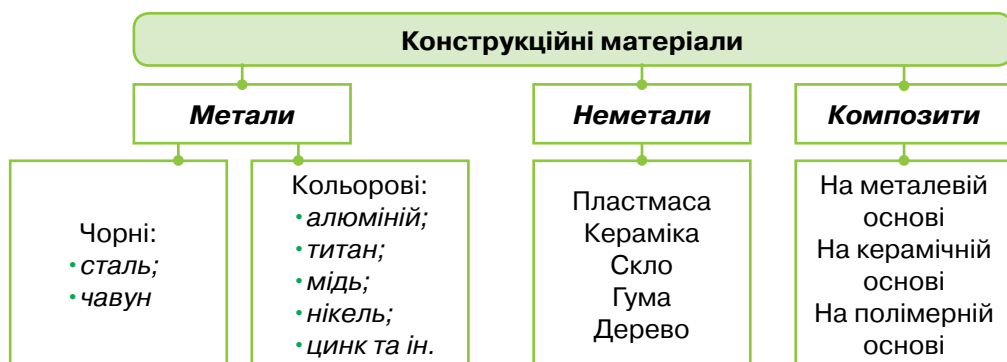 Конструкційні матеріали
Метали
Неметали
Композити
Чорні:
• сталь;
• чавун
Кольорові:
• алюміній;
• титан;
• мідь;
• нікель;
• цинк та ін.
Пластмаса
Кераміка
Скло
Гума
Дерево
На металевій
основі
На керамічній
основі
На полімерній
основі